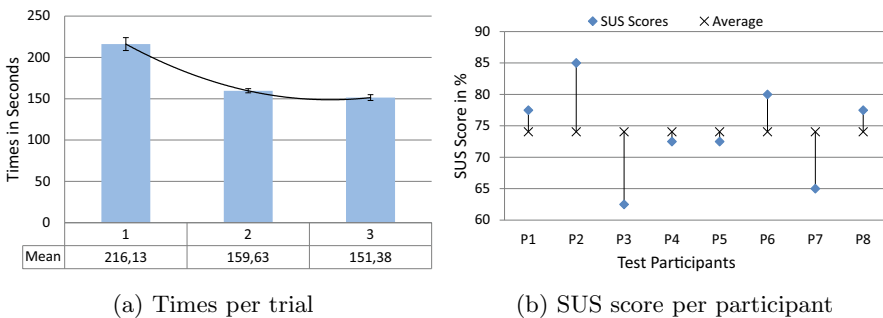 250
200
150
100
50
0
Times in Seconds
1 2 3
Mean 216,13 159,63 151,38
(a) Times per trial
SUS Scores Average
90
85
80
75
70
65
60
SUS Score in %
P1 P2 P3 P4 P5 P6 P7 P8
Test Participants
(b) SUS score per participant